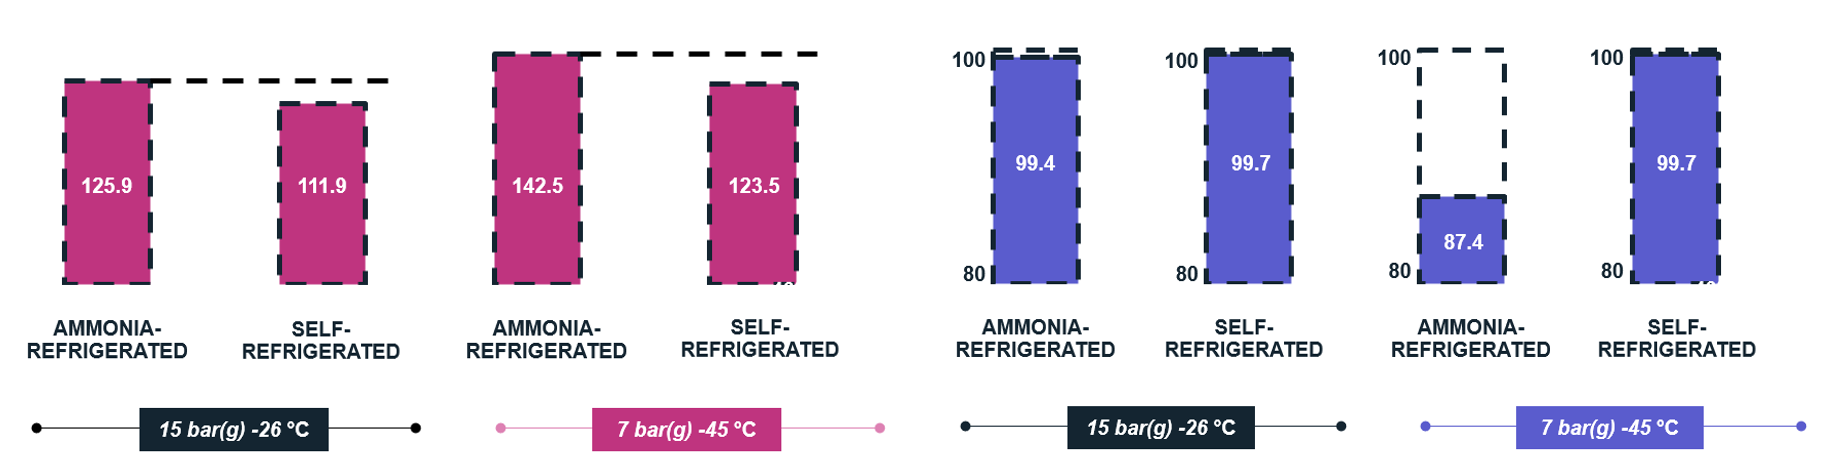 125.9
111.9
142.5
123.5
AMMONIA-
REFRIGERATED
SELF-
REFRIGERATED
AMMONIA-
REFRIGERATED
SELF-
REFRIGERATED
15 bar(g) -26 °C
7 bar(g) -45 °C
100
99.4
80
100
99.7
80
100
87.4
80
100
99.7
80
AMMONIA-
REFRIGERATED
SELF-
REFRIGERATED
AMMONIA-
REFRIGERATED
SELF-
REFRIGERATED
15 bar(g) -26 °C
7 bar(g) -45 °C